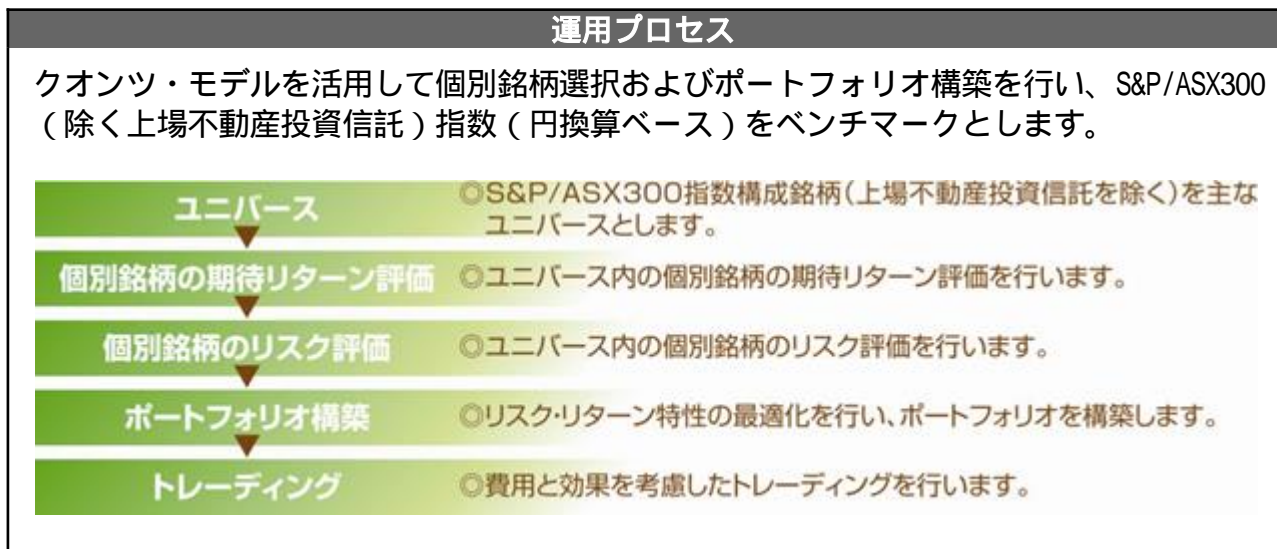 運用プロセス
クオンツ・モデルを活用して個別銘柄選択およびポートフォリオ構築を行い、S&P/ASX300
（除く上場不動産投資信託）指数（円換算ベース）をベンチマークとします。
ユニバース
◎S&P/ASX300指数構成銘柄(上場不動産投資信託を除く)を主な
ユニバースとします。
個別銘柄の期待リターン評価
◎ユニバース内の個別銘柄の期待リターン評価を行います。
個別銘柄のリスク評価
◎ユニバース内の個別銘柄のリスク評価を行います。
ポートフォリオ構築
◎リスク・リターン特性の最適化を行い、ポートフォリオを構築します。
トレーディング
◎費用と効果を考慮したトレーディングを行います。